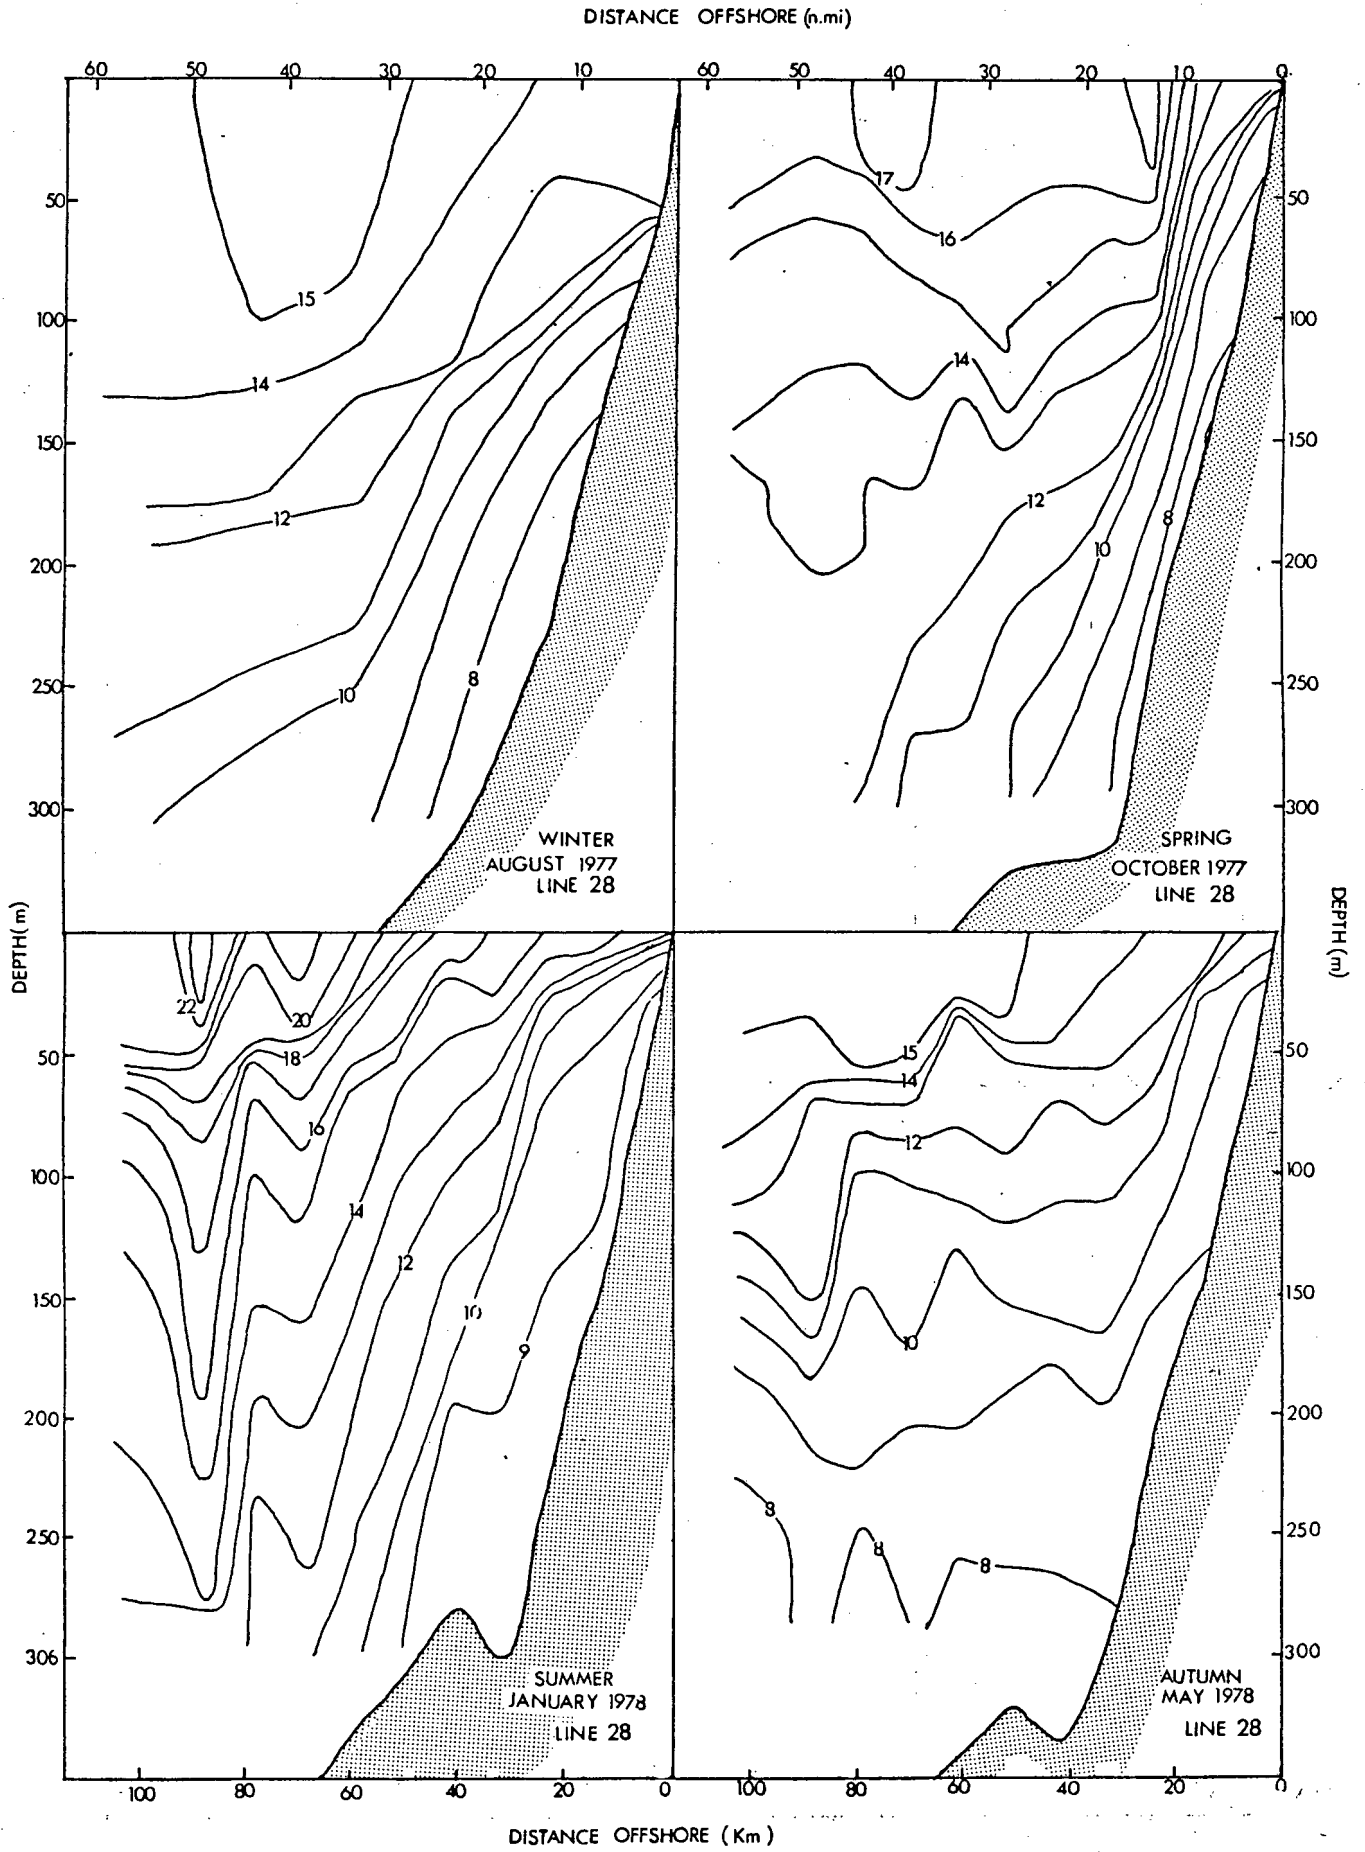 DISTANCE OFFSHORE (n.mi)
60 50 40 30 20 10
60 50 40 30 20 10 0
50
100
150
200
250
300
15
14
12
10
8
WINTER
AUGUST 1977
LINE 28
17
16
14
12
10
8
50
100
150
200
250
300
SPRING
OCTOBER 1977
LINE 28
DEPTH (m)
DEPTH (m)
22
20
18
16
14
12
10
9
50
100
150
200
250
306
SUMMER
JANUARY 1978
LINE 28
15
14
12
10
8
8
8
50
100
150
200
250
300
AUTUMN
MAY 1978
LINE 28
100 80 60 40 20 0
100 80 60 40 20 0
DISTANCE OFFSHORE (Km)